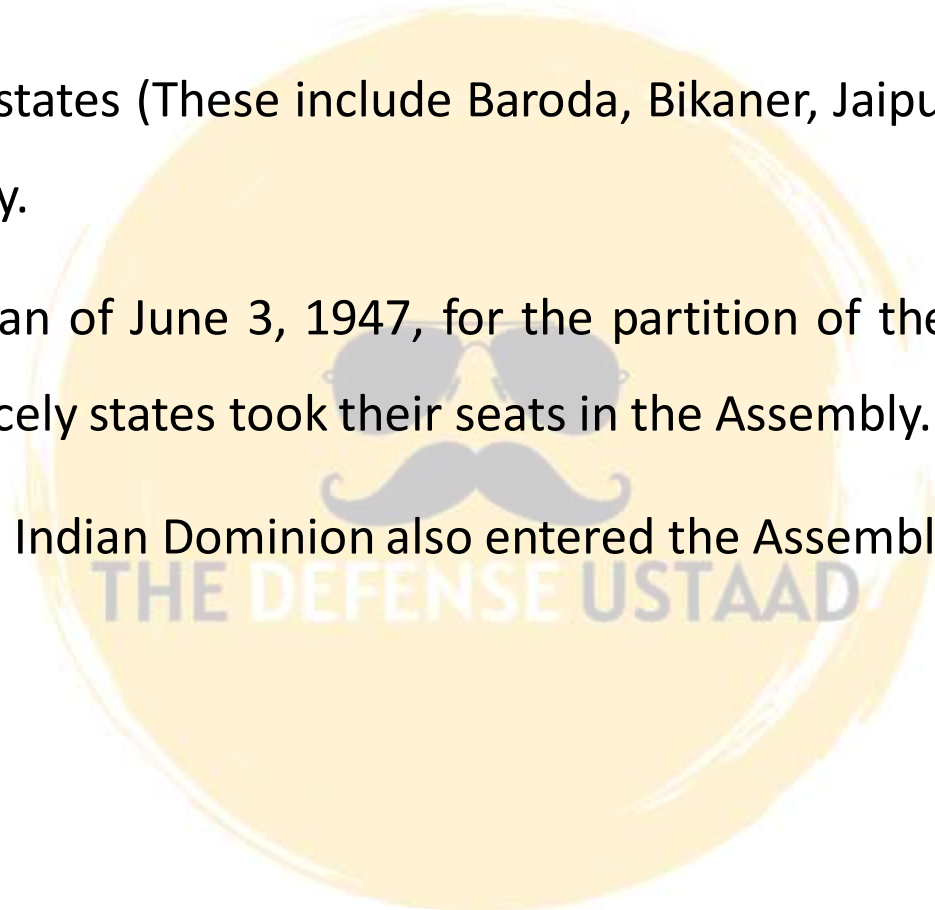 states (These include Baroda, Bikaner, Jaipu
y.
an of June 3, 1947, for the partition of the
cely states took their seats in the Assembly.
Indian Dominion also entered the Assembl
THE DEFENSE USTAAD